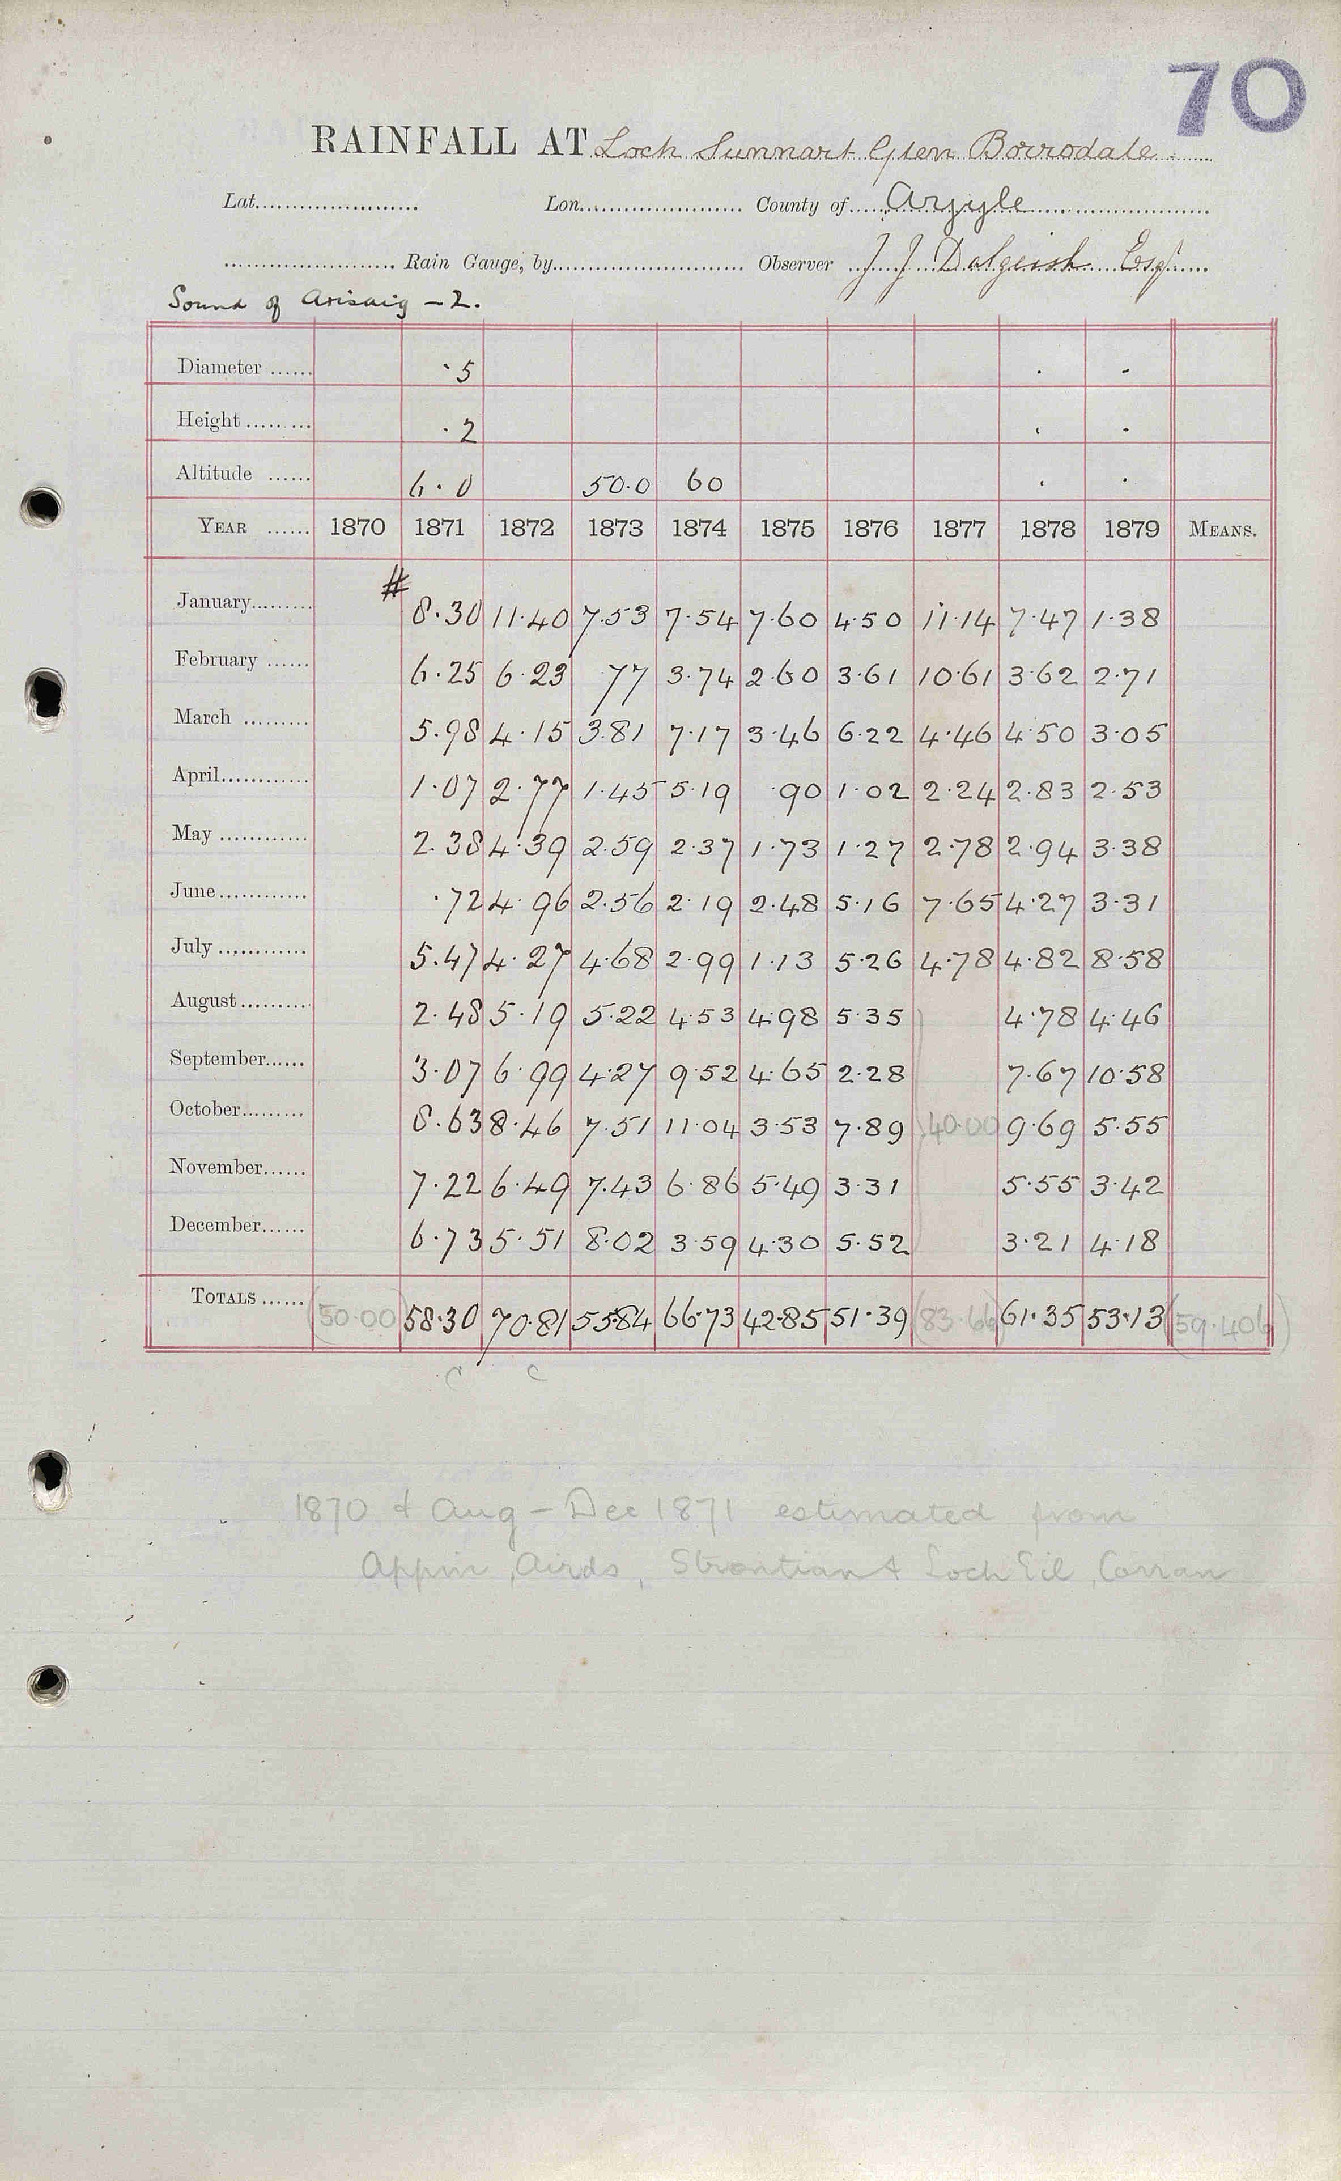 70
RAINFALL AT Loch Sunnart Glen Borrodale
Lat. Lon. County of Argyle
Rain Gauge, by Observer J J Dalgeish Esqr
Sound of Arisaig - 2.
Diameter ...... ·5 · ·
Height ......... ·2 · ·
Altitude ...... 6·0 50·0 60 · ·
YEAR ...... 1870 1871 1872 1873 1874 1875 1876 1877 1878 1879 MEANS.
January......... # 8·30 11·40 7·53 7·54 7·60 4·50 11·14 7·47 1·38
February ...... 6·25 6·23 77 3·74 2·60 3·61 10·61 3·62 2·71
March ......... 5·98 4·15 3·81 7·17 3·46 6·22 4·46 4·50 3·05
April............ 1·07 2·77 1·45 5·19 ·90 1·02 2·24 2·83 2·53
May ............ 2·38 4·39 2·59 2·37 1·73 1·27 2·78 2·94 3·38
June............ ·72 4·96 2·56 2·19 2·48 5·16 7·65 4·27 3·31
July ............ 5·47 4·27 4·68 2·99 1·13 5·26 4·78 4·82 8·58
August.......... 2·48 5·19 5·22 4·53 4·98 5·35 4·78 4·46
September...... 3·07 6·99 4·27 9·52 4·65 2·28 7·67 10·58
October......... 8·63 8·46 7·51 11·04 3·53 7·89 40·00 9·69 5·55
November...... 7·22 6·49 7·43 6·86 5·49 3·31 5·55 3·42
December...... 6·73 5·51 8·02 3·59 4·30 5·52 3·21 4·18
TOTALS ...... (50·00) 58·30 70·81 55·84 66·73 42·85 51·39 (83·66) 61·35 53·13 (59·406)
c c
1870 & Aug - Dec 1871 estimated from
Appin, Airds, Strontian & Loch Eil, Corran